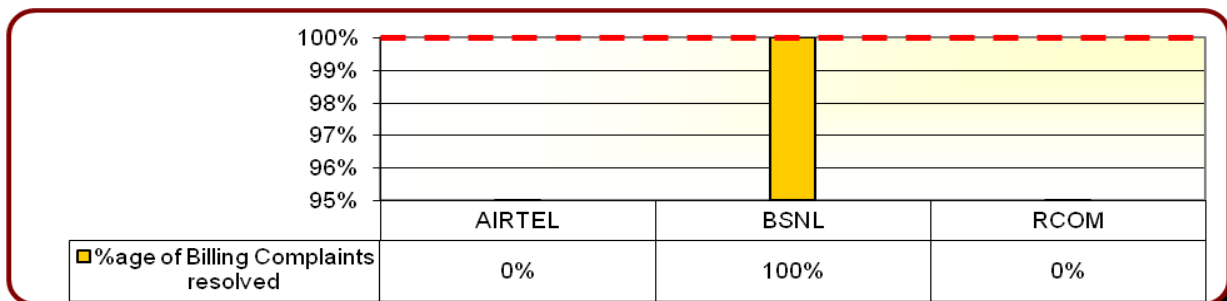 100%
99%
98%
97%
96%
95%
AIRTEL BSNL RCOM
%age of Billing Complaints
resolved
0% 100% 0%